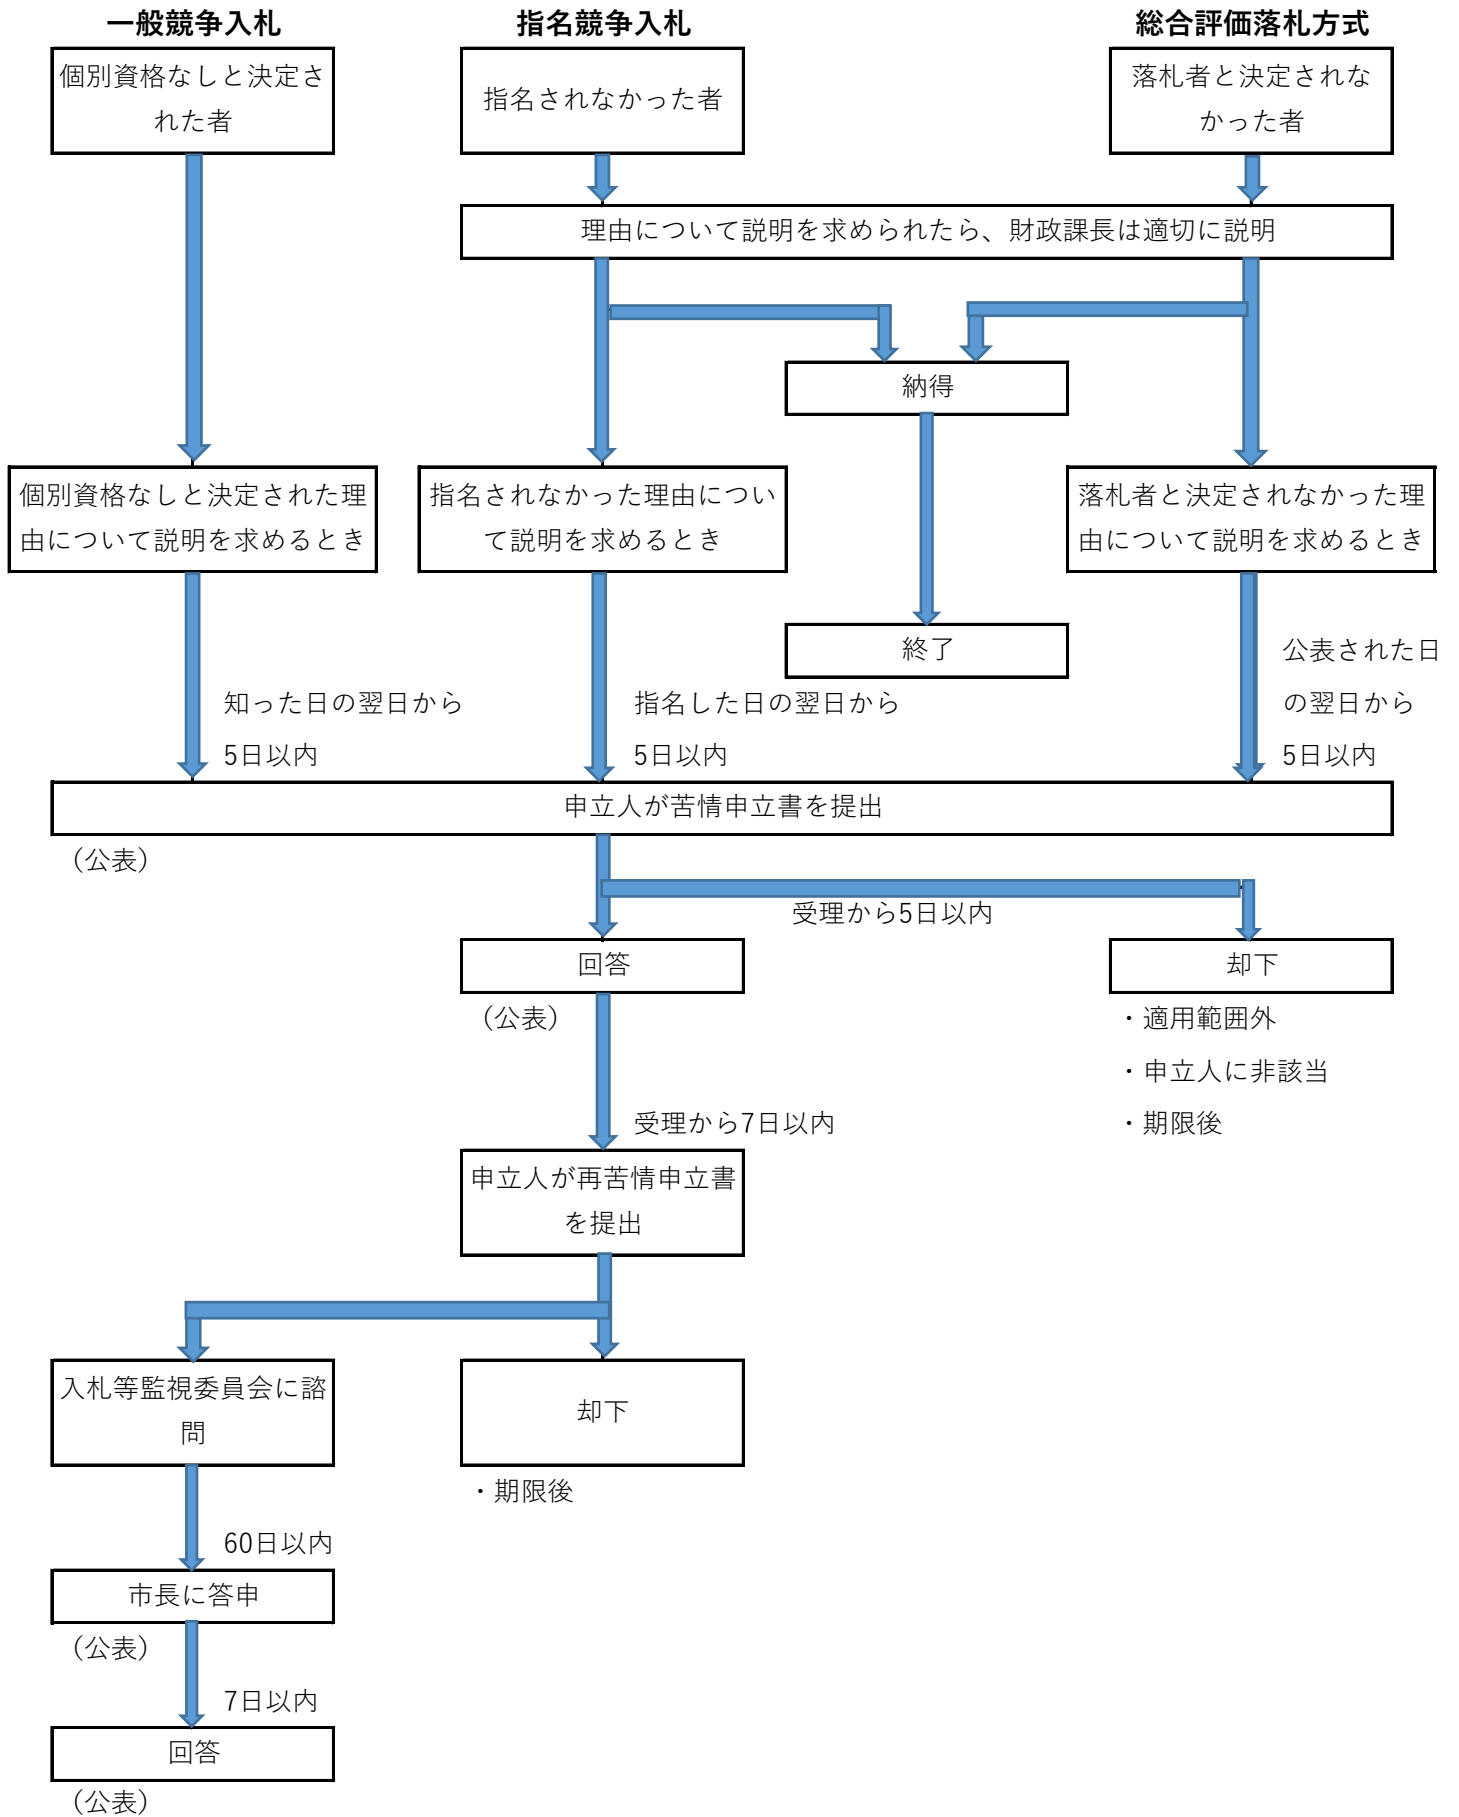 一般競争入札
指名競争入札
総合評価落札方式
個別資格なしと決定さ
れた者
指名されなかった者
落札者と決定されな
かった者
理由について説明を求められたら、財政課長は適切に説明
納得
個別資格なしと決定された理
由について説明を求めるとき
指名されなかった理由につい
て説明を求めるとき
落札者と決定されなかった理
由について説明を求めるとき
終了
知った日の翌日から
5日以内
指名した日の翌日から
5日以内
公表された日
の翌日から
5日以内
申立人が苦情申立書を提出
（公表）
受理から5日以内
回答
（公表）
却下
・適用範囲外
・申立人に非該当
・期限後
受理から7日以内
申立人が再苦情申立書
を提出
入札等監視委員会に諮
問
却下
・期限後
60日以内
市長に答申
（公表）
7日以内
回答
（公表）